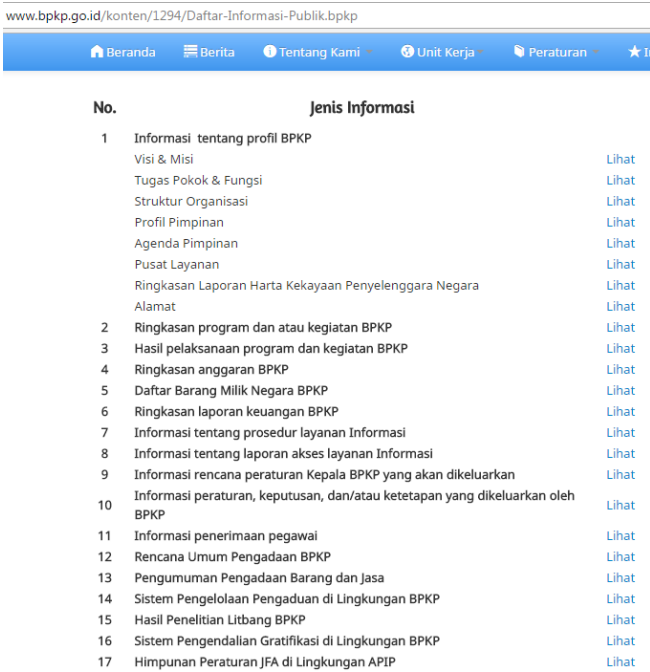 www.bpkp.go.id/konten/1294/Daftar-Informasi-Publik.bpkp
Beranda Berita Tentang Kami Unit Kerja Peraturan I
No. Jenis Informasi
1 Informasi tentang profil BPKP
Visi & Misi Lihat
Tugas Pokok & Fungsi Lihat
Struktur Organisasi Lihat
Profil Pimpinan Lihat
Agenda Pimpinan Lihat
Pusat Layanan Lihat
Ringkasan Laporan Harta Kekayaan Penyelenggara Negara Lihat
Alamat Lihat
2 Ringkasan program dan atau kegiatan BPKP Lihat
3 Hasil pelaksanaan program dan kegiatan BPKP Lihat
4 Ringkasan anggaran BPKP Lihat
5 Daftar Barang Milik Negara BPKP Lihat
6 Ringkasan laporan keuangan BPKP Lihat
7 Informasi tentang prosedur layanan Informasi Lihat
8 Informasi tentang laporan akses layanan Informasi Lihat
9 Informasi rencana peraturan Kepala BPKP yang akan dikeluarkan Lihat
10 Informasi peraturan, keputusan, dan/atau ketetapan yang dikeluarkan oleh
BPKP Lihat
11 Informasi penerimaan pegawai Lihat
12 Rencana Umum Pengadaan BPKP Lihat
13 Pengumuman Pengadaan Barang dan Jasa Lihat
14 Sistem Pengelolaan Pengaduan di Lingkungan BPKP Lihat
15 Hasil Penelitian Litbang BPKP Lihat
16 Sistem Pengendalian Gratifikasi di Lingkungan BPKP Lihat
17 Himpunan Peraturan JFA di Lingkungan APIP Lihat